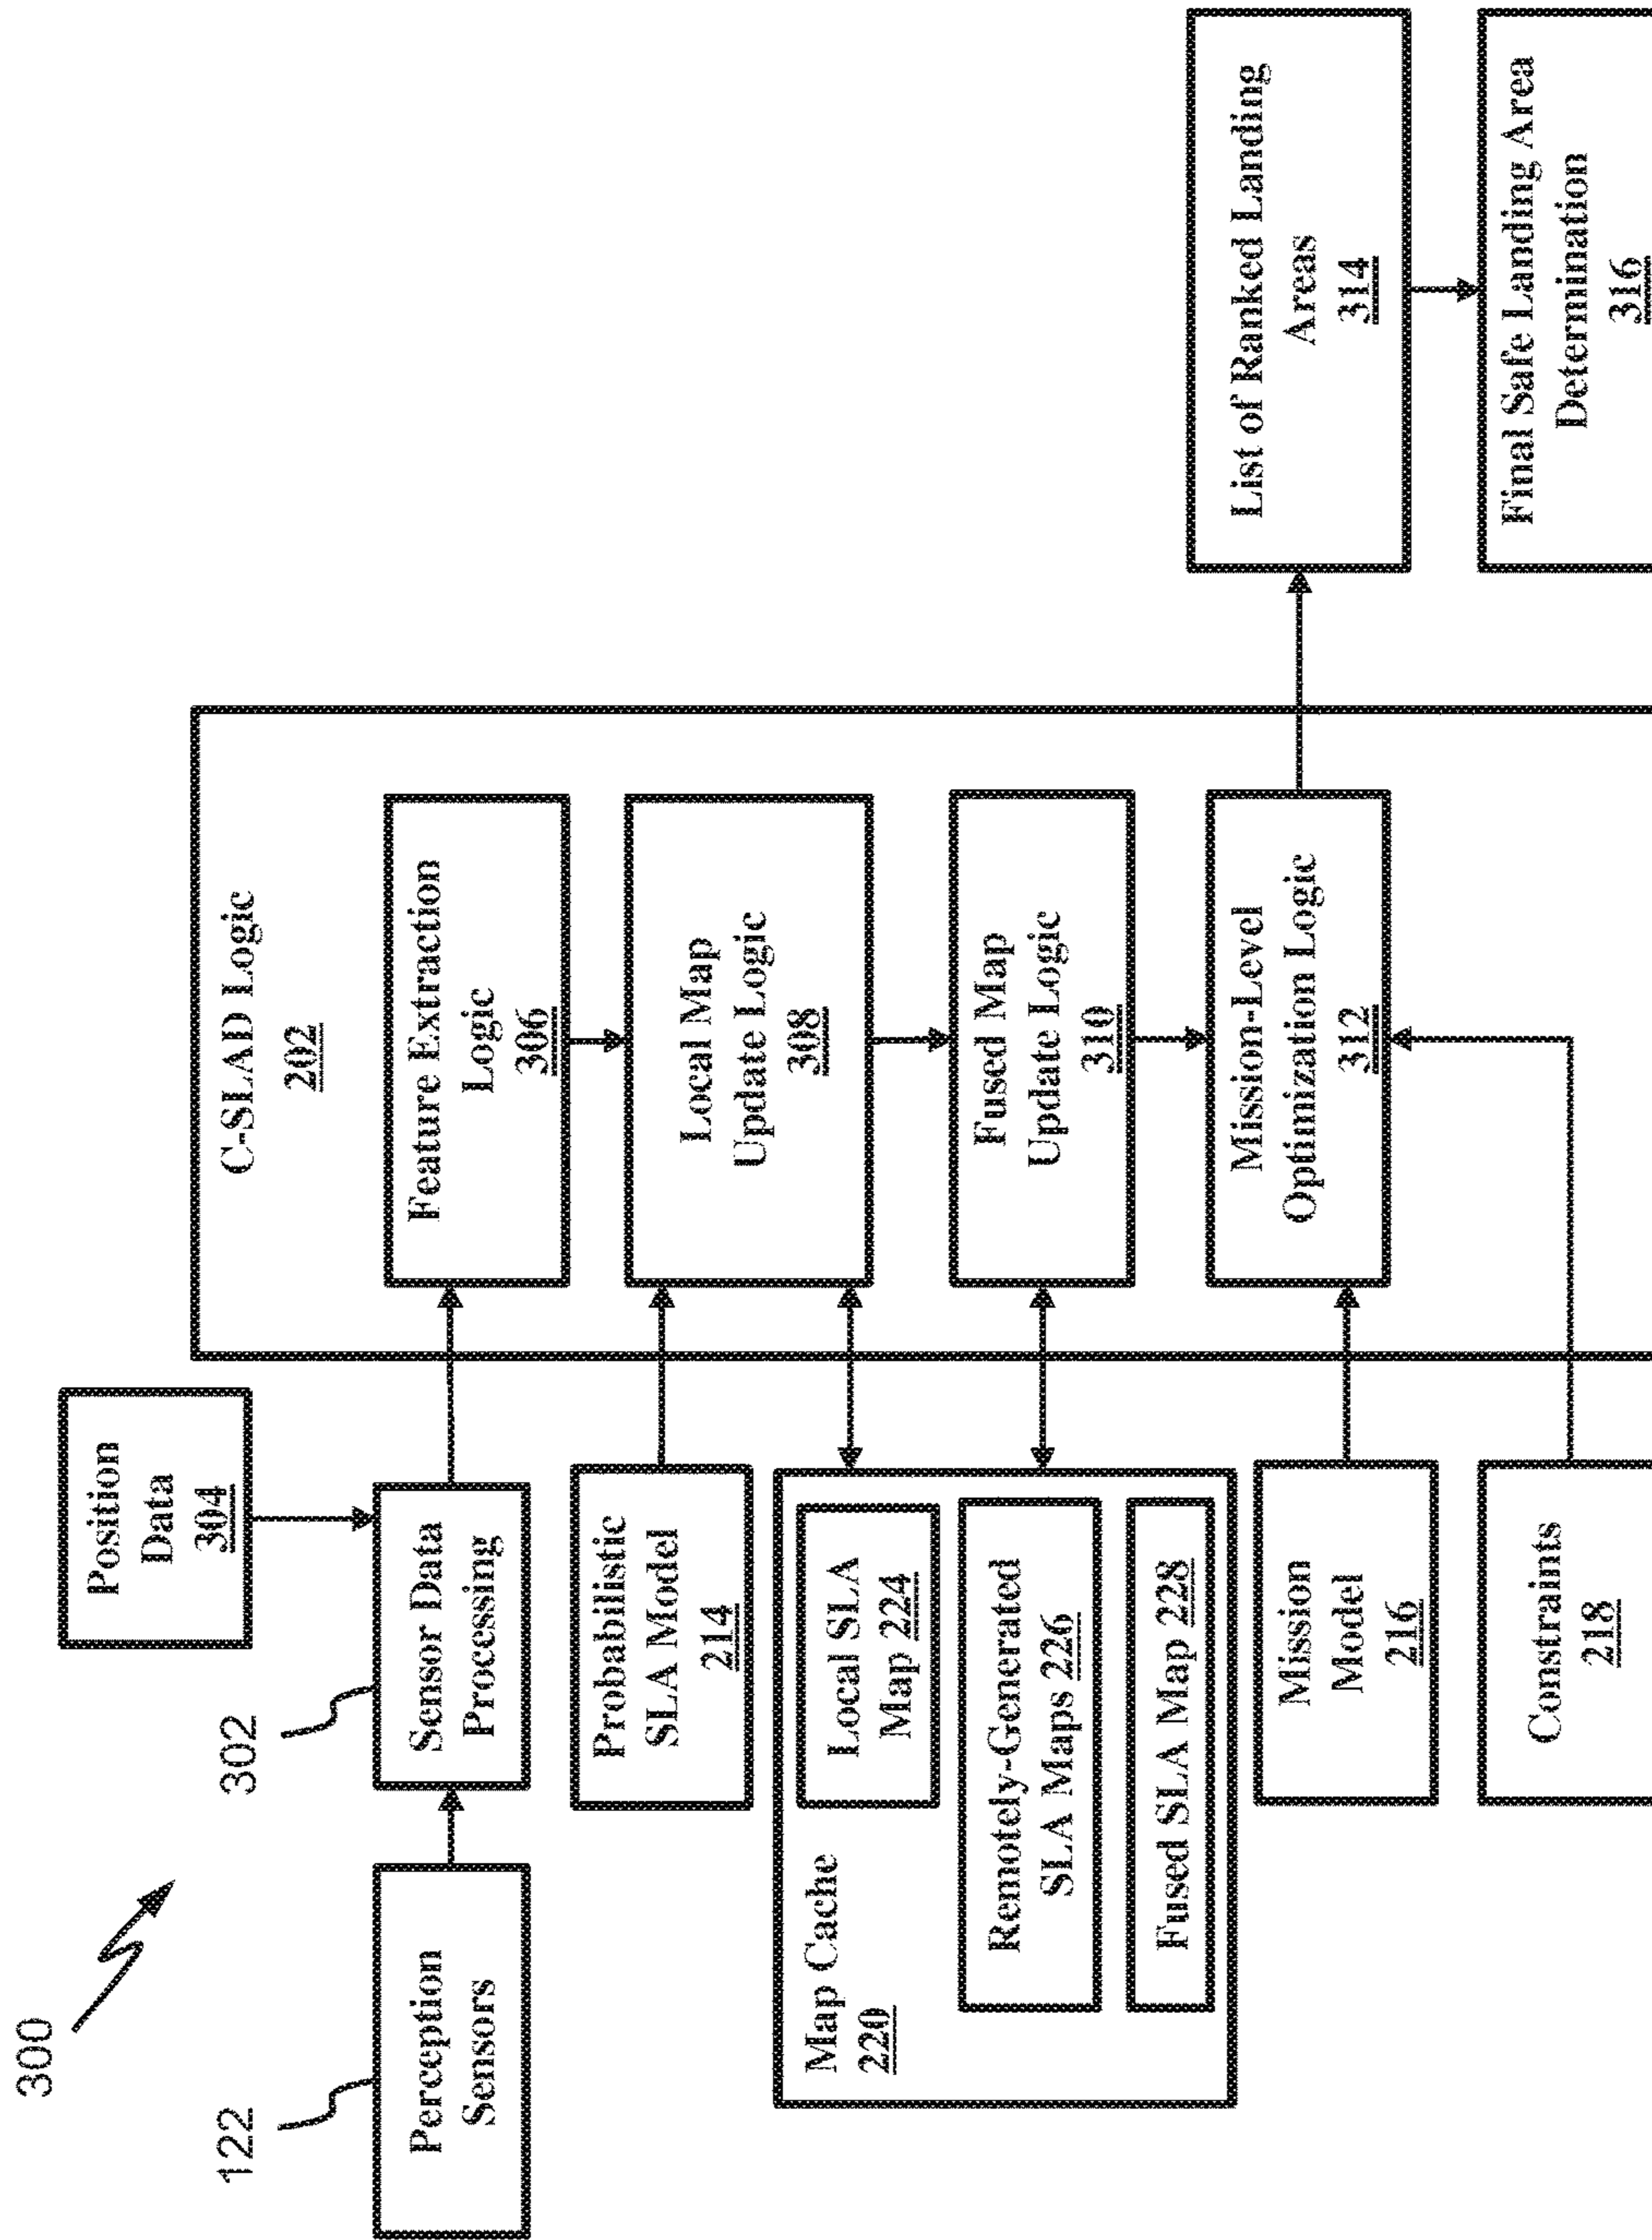 300
122
Perception
Sensors
302
Sensor Data
Processing
Position
Data
304
Probabilistic
SLA Model
214
Map Cache
220
Local SLA
Map 224
Remotely-Generated
SLA Maps 226
Fused SLA Map 228
Mission
Model
216
Constraints
218
C-SLAD Logic
202
Feature Extraction
Logic
306
Local Map
Update Logic
308
Fused Map
Update Logic
310
Mission-Level
Optimization Logic
312
List of Ranked Landing
Areas
314
Final Safe Landing Area
Determination
316